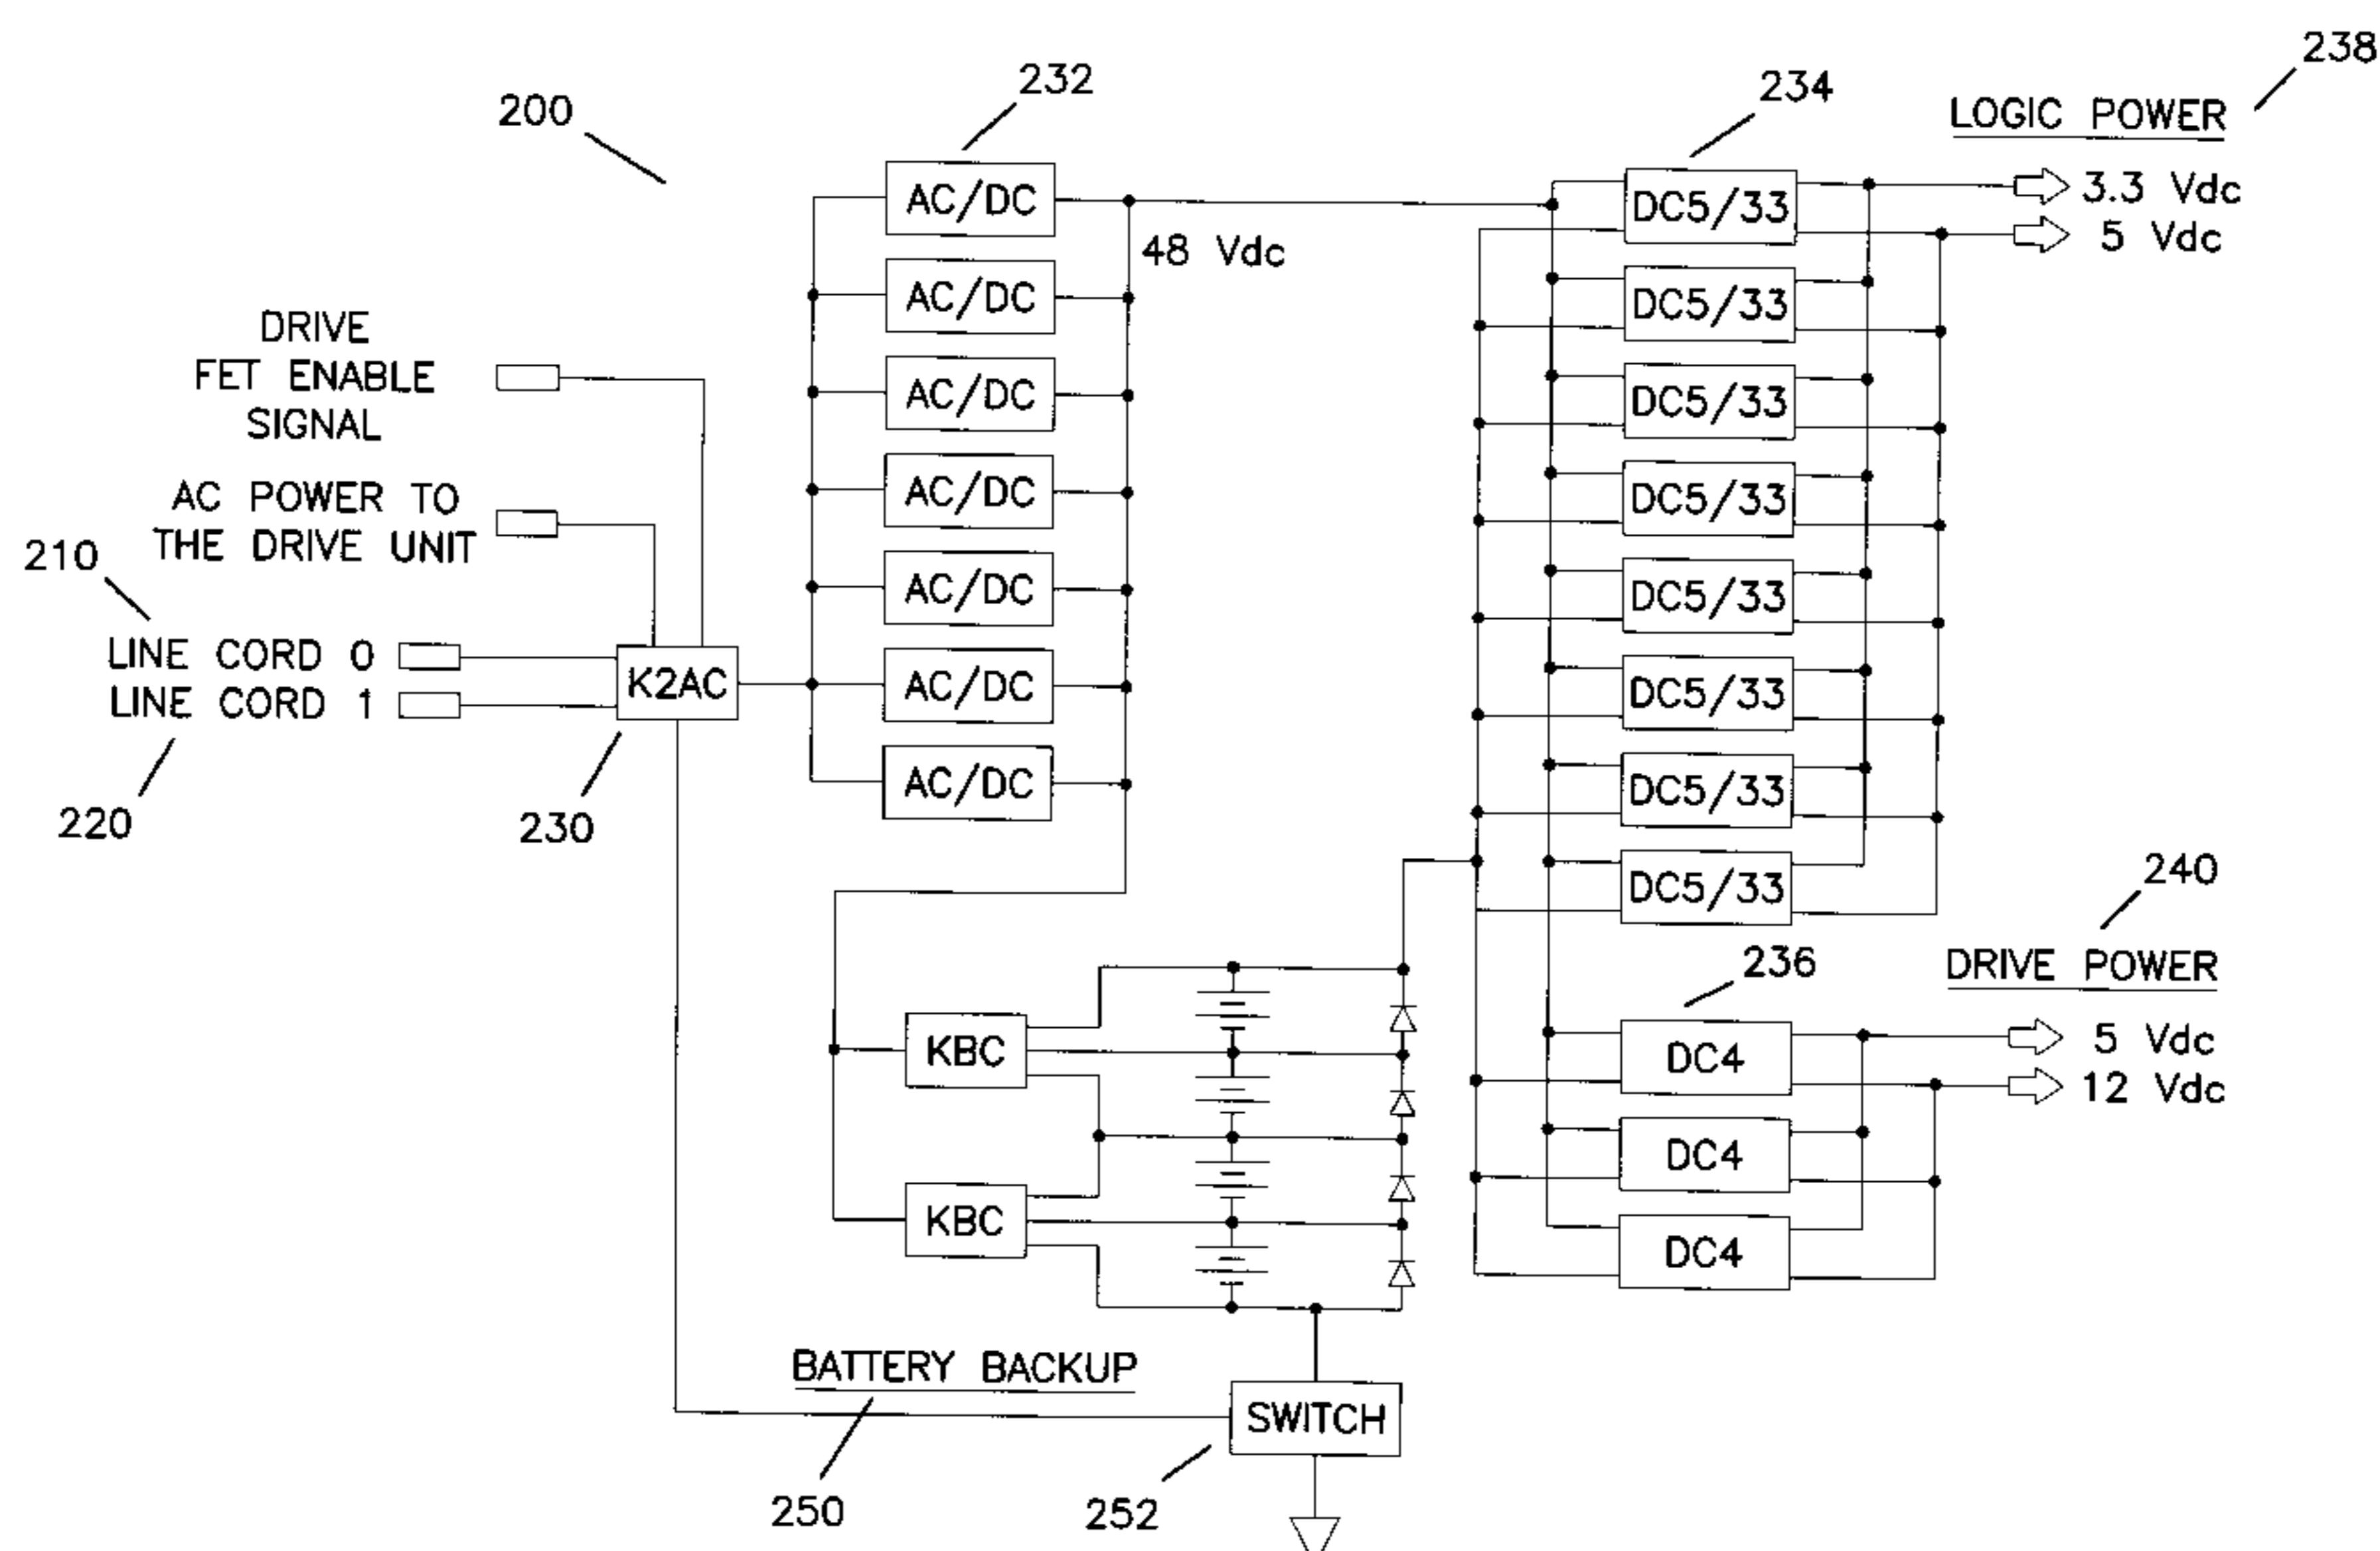 238
232
234
LOGIC POWER
200
3.3 Vdc
5 Vdc
48 Vdc
AC/DC
AC/DC
AC/DC
AC/DC
AC/DC
AC/DC
AC/DC
DC5/33
DC5/33
DC5/33
DC5/33
DC5/33
DC5/33
DC5/33
DC5/33
DRIVE
FET ENABLE
SIGNAL
AC POWER TO
THE DRIVE UNIT
210
LINE CORD 0
LINE CORD 1
K2AC
220
230
240
236
DRIVE POWER
KBC
KBC
DC4
DC4
DC4
5 Vdc
12 Vdc
BATTERY BACKUP
SWITCH
250
252